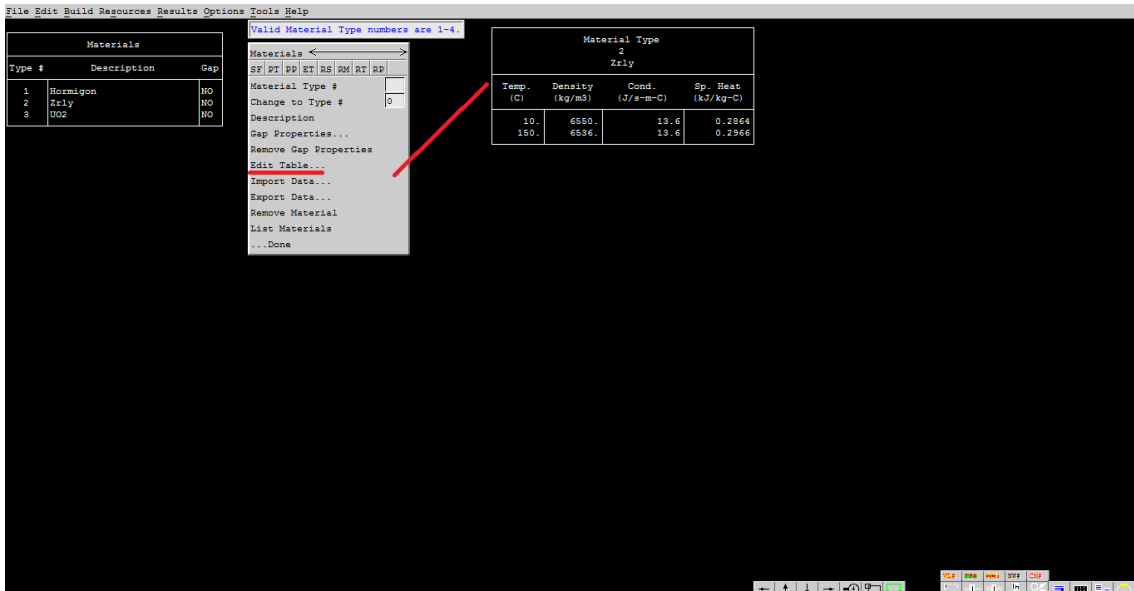 File Edit Build Resources Results Options Tools Help
Valid Material Type numbers are 1-4.
Materials
Type # Description Gap
1 Hormigon NO
2 Zrly NO
3 UO2 NO
Materials
SF PT PP ET RS RM RT RP
Material Type #
Change to Type # 0
Description
Gap Properties...
Remove Gap Properties
Edit Table...
Import Data...
Export Data...
Remove Material
List Materials
...Done
Material Type
2
Zrly
Temp. Density Cond. Sp. Heat
(C) (kg/m3) (J/s-m-C) (kJ/kg-C)
10. 6550. 13.6 0.2864
150. 6536. 13.6 0.2966